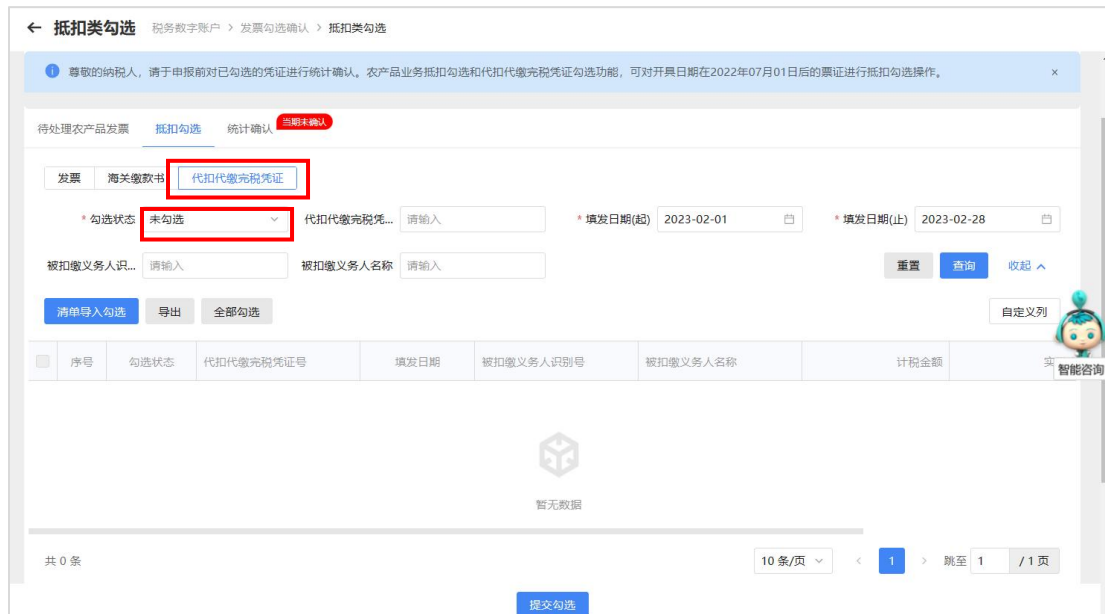 抵扣类勾选 税务数字账户 > 发票勾选确认 > 抵扣类勾选
尊敬的纳税人，请于申报前对已勾选的凭证进行统计确认。农产品业务抵扣勾选和代扣代缴完税凭证勾选功能，可对开具日期在2022年07月01日后的票证进行抵扣勾选操作。
待处理农产品发票 抵扣勾选 统计确认 当期未确认
发票 海关缴款书 代扣代缴完税凭证
* 勾选状态 未勾选 代扣代缴完税凭... 请输入 * 填发日期(起) 2023-02-01 * 填发日期(止) 2023-02-28
被扣缴义务人识... 请输入 被扣缴义务人名称 请输入 重置 查询 收起
清单导入勾选 导出 全部勾选 自定义列
序号 勾选状态 代扣代缴完税凭证号 填发日期 被扣缴义务人识别号 被扣缴义务人名称 计税金额 实
智能咨询
暂无数据
共 0 条 10 条/页 < 1 > 跳至 1 / 1 页
提交勾选